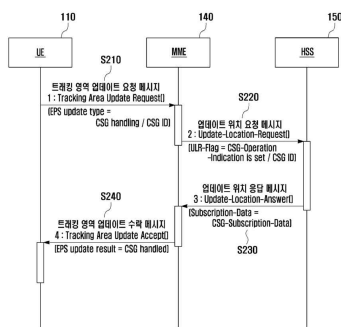 110
140
150
UE
MME
HSS
S210
트래킹 영역 업데이트 요청 메시지
1 : Tracking Area Update Request()
(EPS update type =
CSG handling / CSG ID)
S220
업데이트 위치 요청 메시지
2 : Update-Location-Request()
(ULR-Flag = CSG-Operation
-Indication is set / CSG ID)
업데이트 위치 응답 메시지
3 : Update-Location-Answer()
(Subscription-Data =
CSG-Subscription-Data)
S230
S240
트래킹 영역 업데이트 수락 메시지
4 : Tracking Area Update Accept()
(EPS update result = CSG handled)